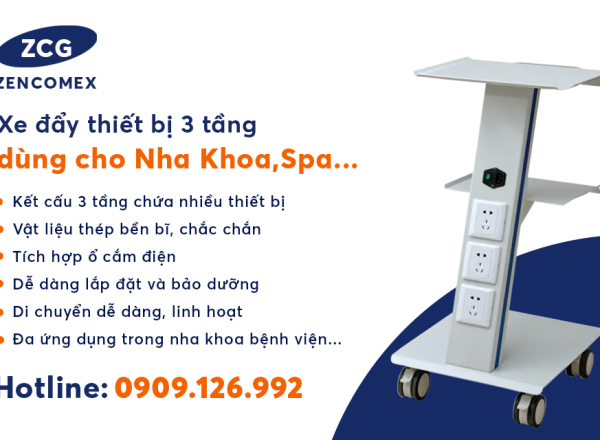 ZCG
ZENCOMEX
Xe đẩy thiết bị 3 tầng
dùng cho Nha Khoa,Spa...
Kết cấu 3 tầng chứa nhiều thiết bị
Vật liệu thép bền bĩ, chắc chắn
Tích hợp ổ cắm điện
Dễ dàng lắp đặt và bảo dưỡng
Di chuyển dễ dàng, linh hoạt
Đa ứng dụng trong nha khoa bệnh viện...
Hotline: 0909.126.992